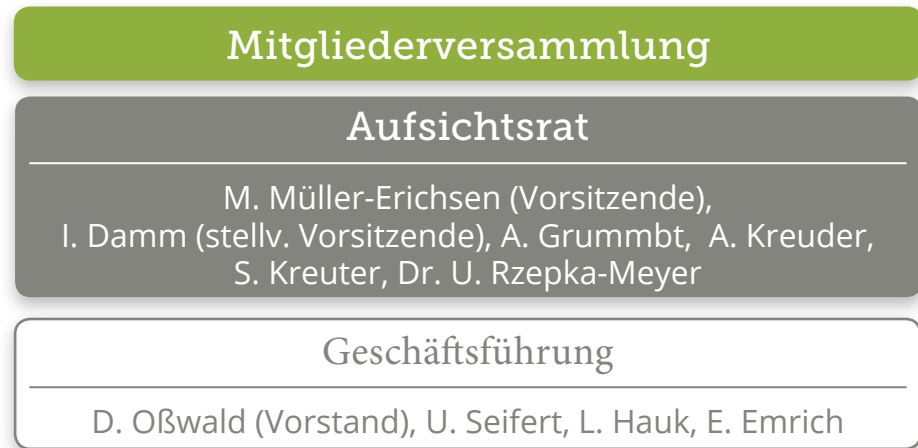 Mitgliederversammlung
Aufsichtsrat
M. Müller-Erichsen (Vorsitzende),
I. Damm (stellv. Vorsitzende), A. Grummbt, A. Kreuder,
S. Kreuter, Dr. U. Rzepka-Meyer
Geschäftsführung
D. Oßwald (Vorstand), U. Seifert, L. Hauk, E. Emrich